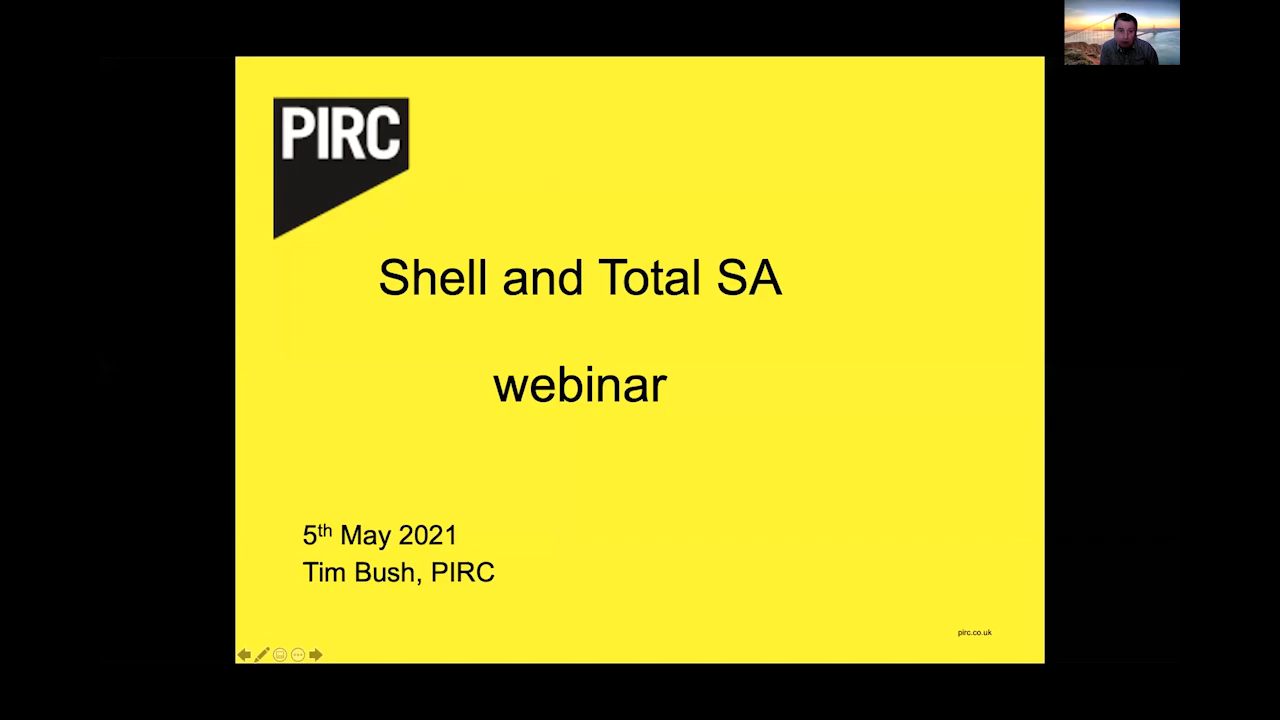 PIRC
Shell and Total SA
webinar
5th May 2021
Tim Bush, PIRC
pirc.co.uk